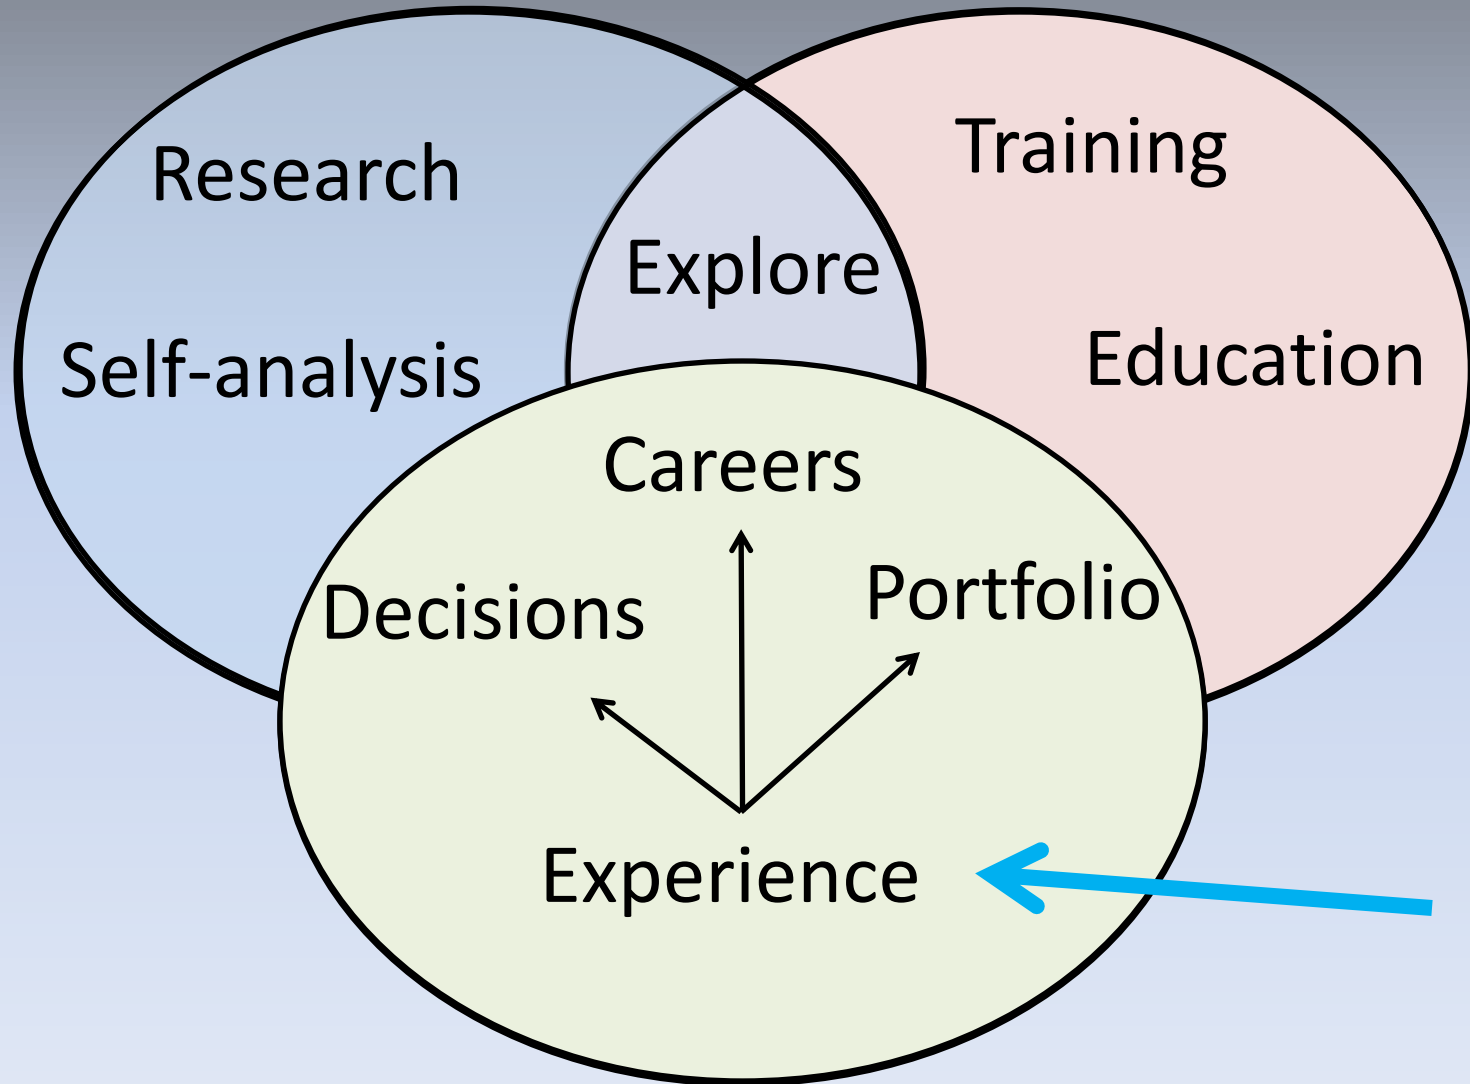 Research
Training
Explore
Self-analysis
Education
Careers
Decisions
Portfolio
Experience